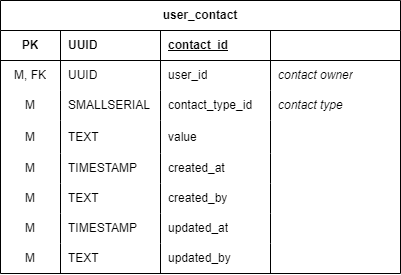 user_contact
PK UUID contact_id
M, FK UUID user_id contact owner
M SMALLSERIAL contact_type_id contact type
M TEXT value
M TIMESTAMP created_at
M TEXT created_by
M TIMESTAMP updated_at
M TEXT updated_by